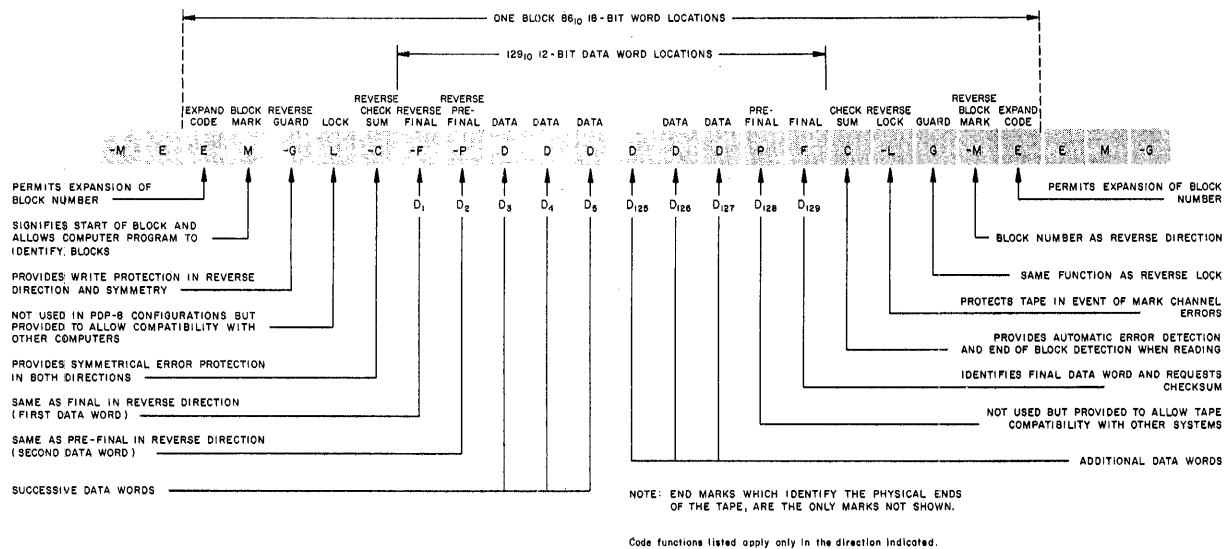 ONE BLOCK 86₁₀ 18-BIT WORD LOCATIONS
129₁₀ 12-BIT DATA WORD LOCATIONS
EXPAND CODE
BLOCK MARK
REVERSE GUARD
LOCK
REVERSE CHECK SUM
REVERSE FINAL
REVERSE PRE-FINAL
DATA
DATA
DATA
DATA
DATA
PRE-FINAL
FINAL
CHECK SUM
REVERSE LOCK
GUARD
REVERSE BLOCK MARK
EXPAND CODE
-M E E M -G L -C -F -P D D D D D D P F C -L G -M E E M -G
D₁ D₂ D₃ D₄ D₅ D₁₂₅ D₁₂₆ D₁₂₇ D₁₂₈ D₁₂₉
PERMITS EXPANSION OF
BLOCK NUMBER
SIGNIFIES START OF BLOCK AND
ALLOWS COMPUTER PROGRAM TO
IDENTIFY BLOCKS
PROVIDES WRITE PROTECTION IN REVERSE
DIRECTION AND SYMMETRY
NOT USED IN PDP-8 CONFIGURATIONS BUT
PROVIDED TO ALLOW COMPATIBILITY WITH
OTHER COMPUTERS
PROVIDES SYMMETRICAL ERROR PROTECTION
IN BOTH DIRECTIONS
SAME AS FINAL IN REVERSE DIRECTION
(FIRST DATA WORD)
SAME AS PRE-FINAL IN REVERSE DIRECTION
(SECOND DATA WORD)
SUCCESSIVE DATA WORDS
PERMITS EXPANSION OF BLOCK
NUMBER
BLOCK NUMBER AS REVERSE DIRECTION
SAME FUNCTION AS REVERSE LOCK
PROTECTS TAPE IN EVENT OF MARK CHANNEL
ERRORS
PROVIDES AUTOMATIC ERROR DETECTION
AND END OF BLOCK DETECTION WHEN READING
IDENTIFIES FINAL DATA WORD AND REQUESTS
CHECKSUM
NOT USED BUT PROVIDED TO ALLOW TAPE
COMPATIBILITY WITH OTHER SYSTEMS
ADDITIONAL DATA WORDS
NOTE: END MARKS WHICH IDENTIFY THE PHYSICAL ENDS
OF THE TAPE, ARE THE ONLY MARKS NOT SHOWN.
Code functions listed apply only in the direction indicated.